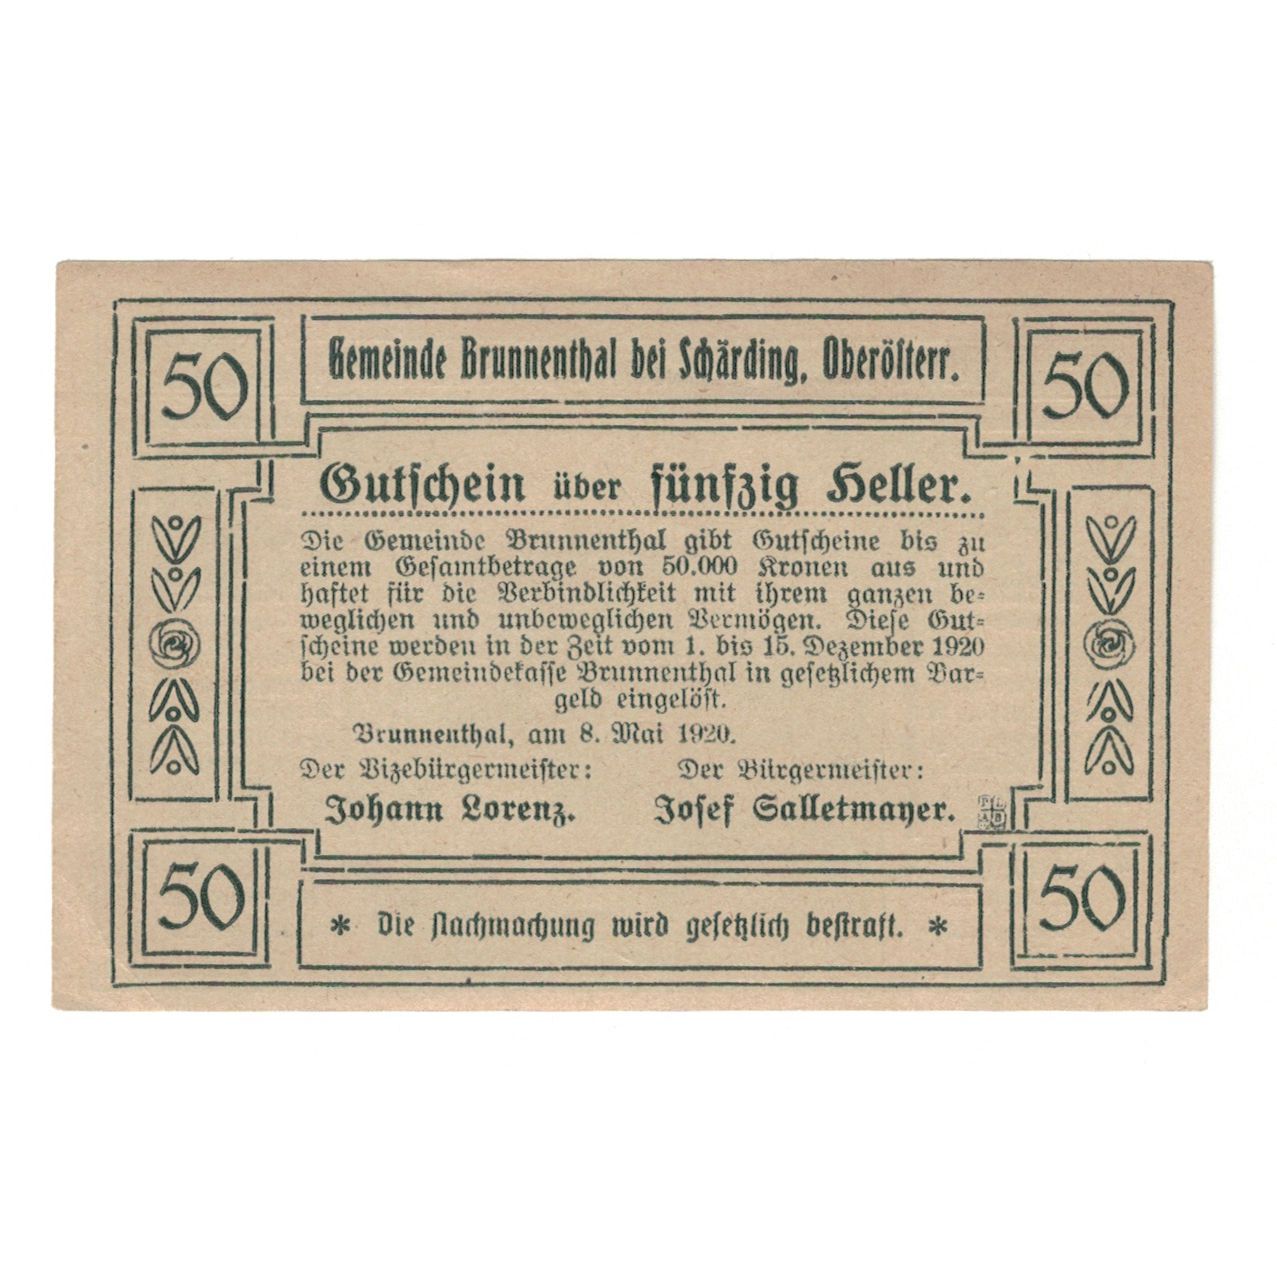 50
Gemeinde Brunnenthal bei Schärding, Oberösterr.
50
Gutschein über fünfzig Heller.
Die Gemeinde Brunnenthal gibt Gutscheine bis zu
einem Gesamtbetrage von 50.000 Kronen aus und
haftet für die Verbindlichkeit mit ihrem ganzen be-
weglichen und unbeweglichen Vermögen. Diese Gut-
scheine werden in der Zeit vom 1. bis 15. Dezember 1920
bei der Gemeindekasse Brunnenthal in gesetzlichem Bar-
geld eingelöst.
Brunnenthal, am 8. Mai 1920.
Der Vizebürgermeister: Der Bürgermeister:
Johann Lorenz. Josef Salletmayer.
50
* Die Nachmachung wird gesetzlich bestraft. *
50